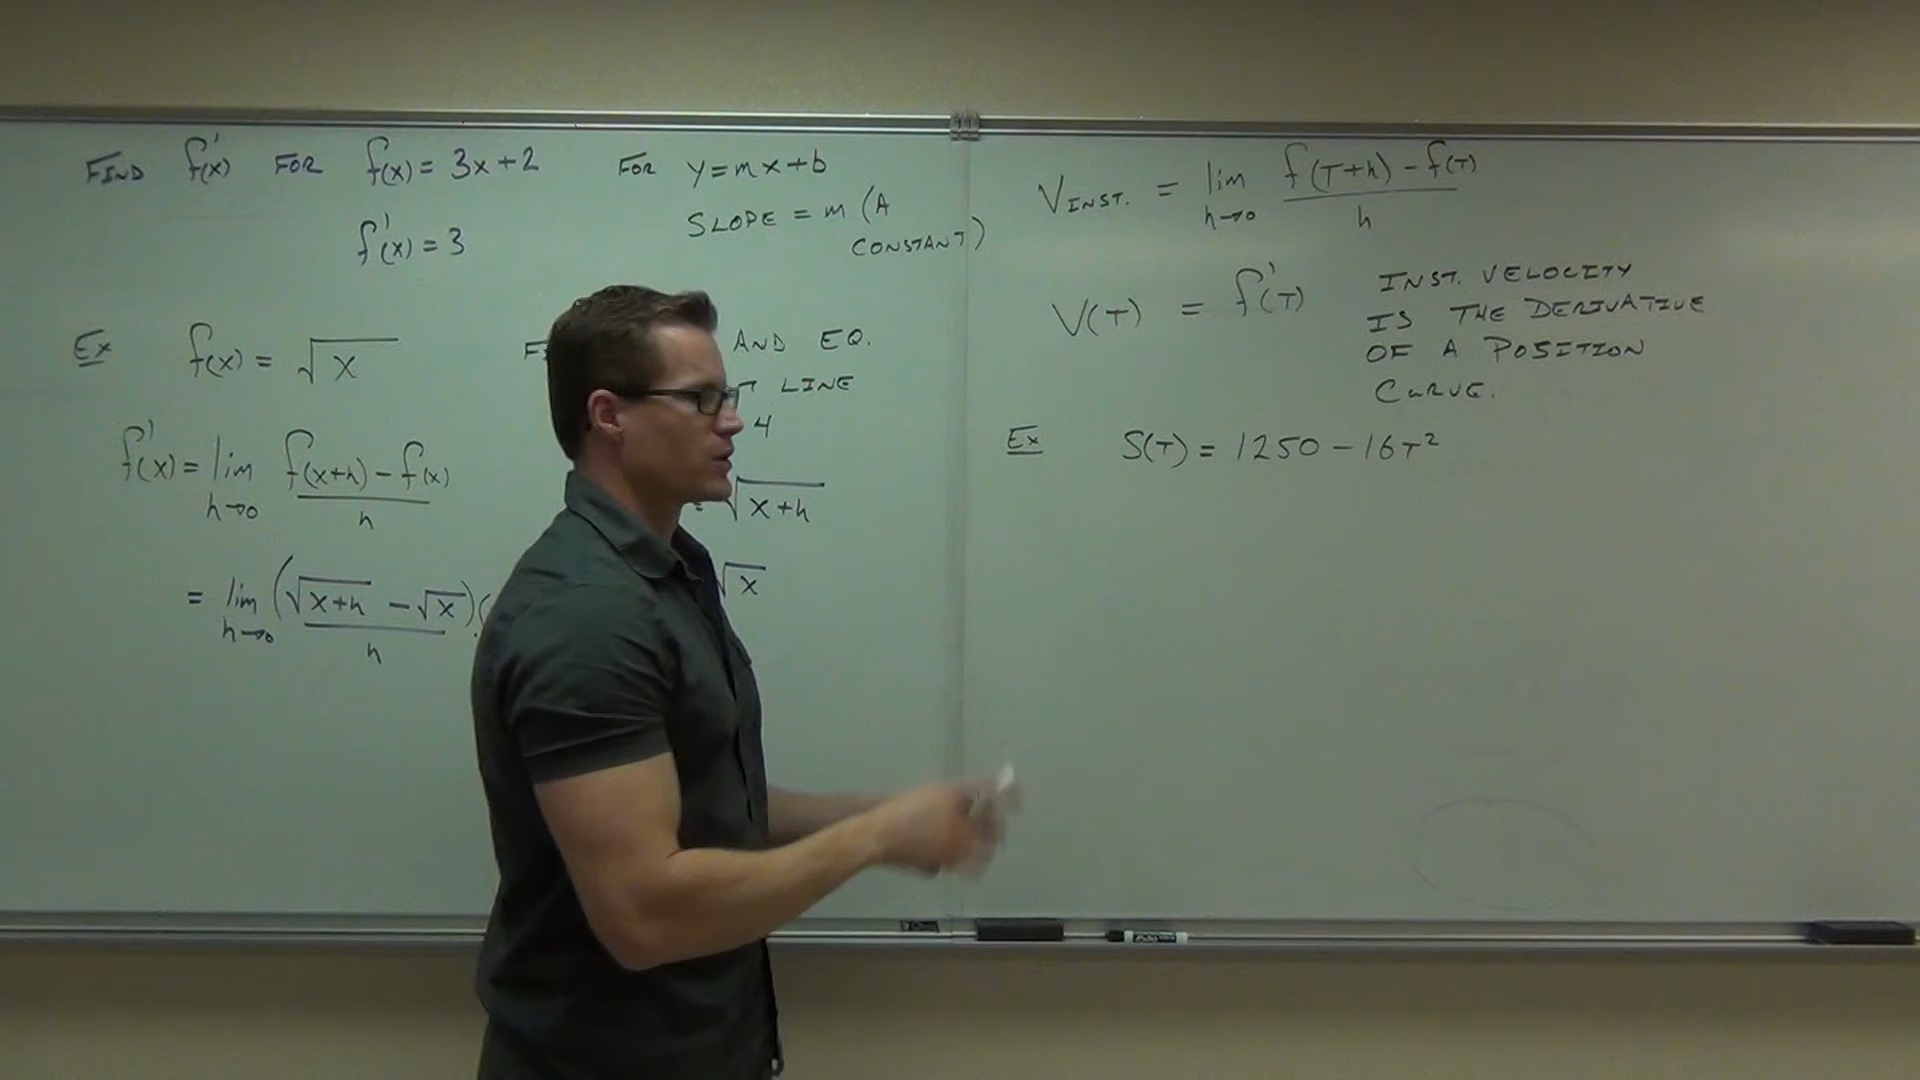 FIND f'(x) FOR f(x) = 3x+2
f'(x) = 3
FOR y = mx+b
SLOPE = m (A
CONSTANT)
Ex f(x) = √x
AND EQ.
LINE
4
f'(x) = lim h→0 f(x+h) - f(x) / h
= √x+h
√x
= lim h→0 (√x+h - √x)( / h
V INST. = lim h→0 f(T+h) - f(T) / h
V(T) = f'(T)
INST. VELOCITY
IS THE DERIVATIVE
OF A POSITION
CURVE.
Ex S(T) = 1250 - 16T²